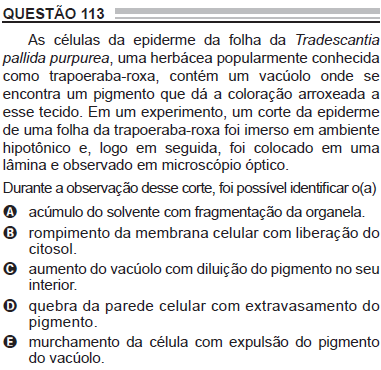 QUESTÃO 113
As células da epiderme da folha da Tradescantia
pallida purpurea, uma herbácea popularmente conhecida
como trapoeraba-roxa, contém um vacúolo onde se
encontra um pigmento que dá a coloração arroxeada a
esse tecido. Em um experimento, um corte da epiderme
de uma folha da trapoeraba-roxa foi imerso em ambiente
hipotônico e, logo em seguida, foi colocado em uma
lâmina e observado em microscópio óptico.
Durante a observação desse corte, foi possível identificar o(a)
A acúmulo do solvente com fragmentação da organela.
B rompimento da membrana celular com liberação do
citosol.
C aumento do vacúolo com diluição do pigmento no seu
interior.
D quebra da parede celular com extravasamento do
pigmento.
E murchamento da célula com expulsão do pigmento
do vacúolo.